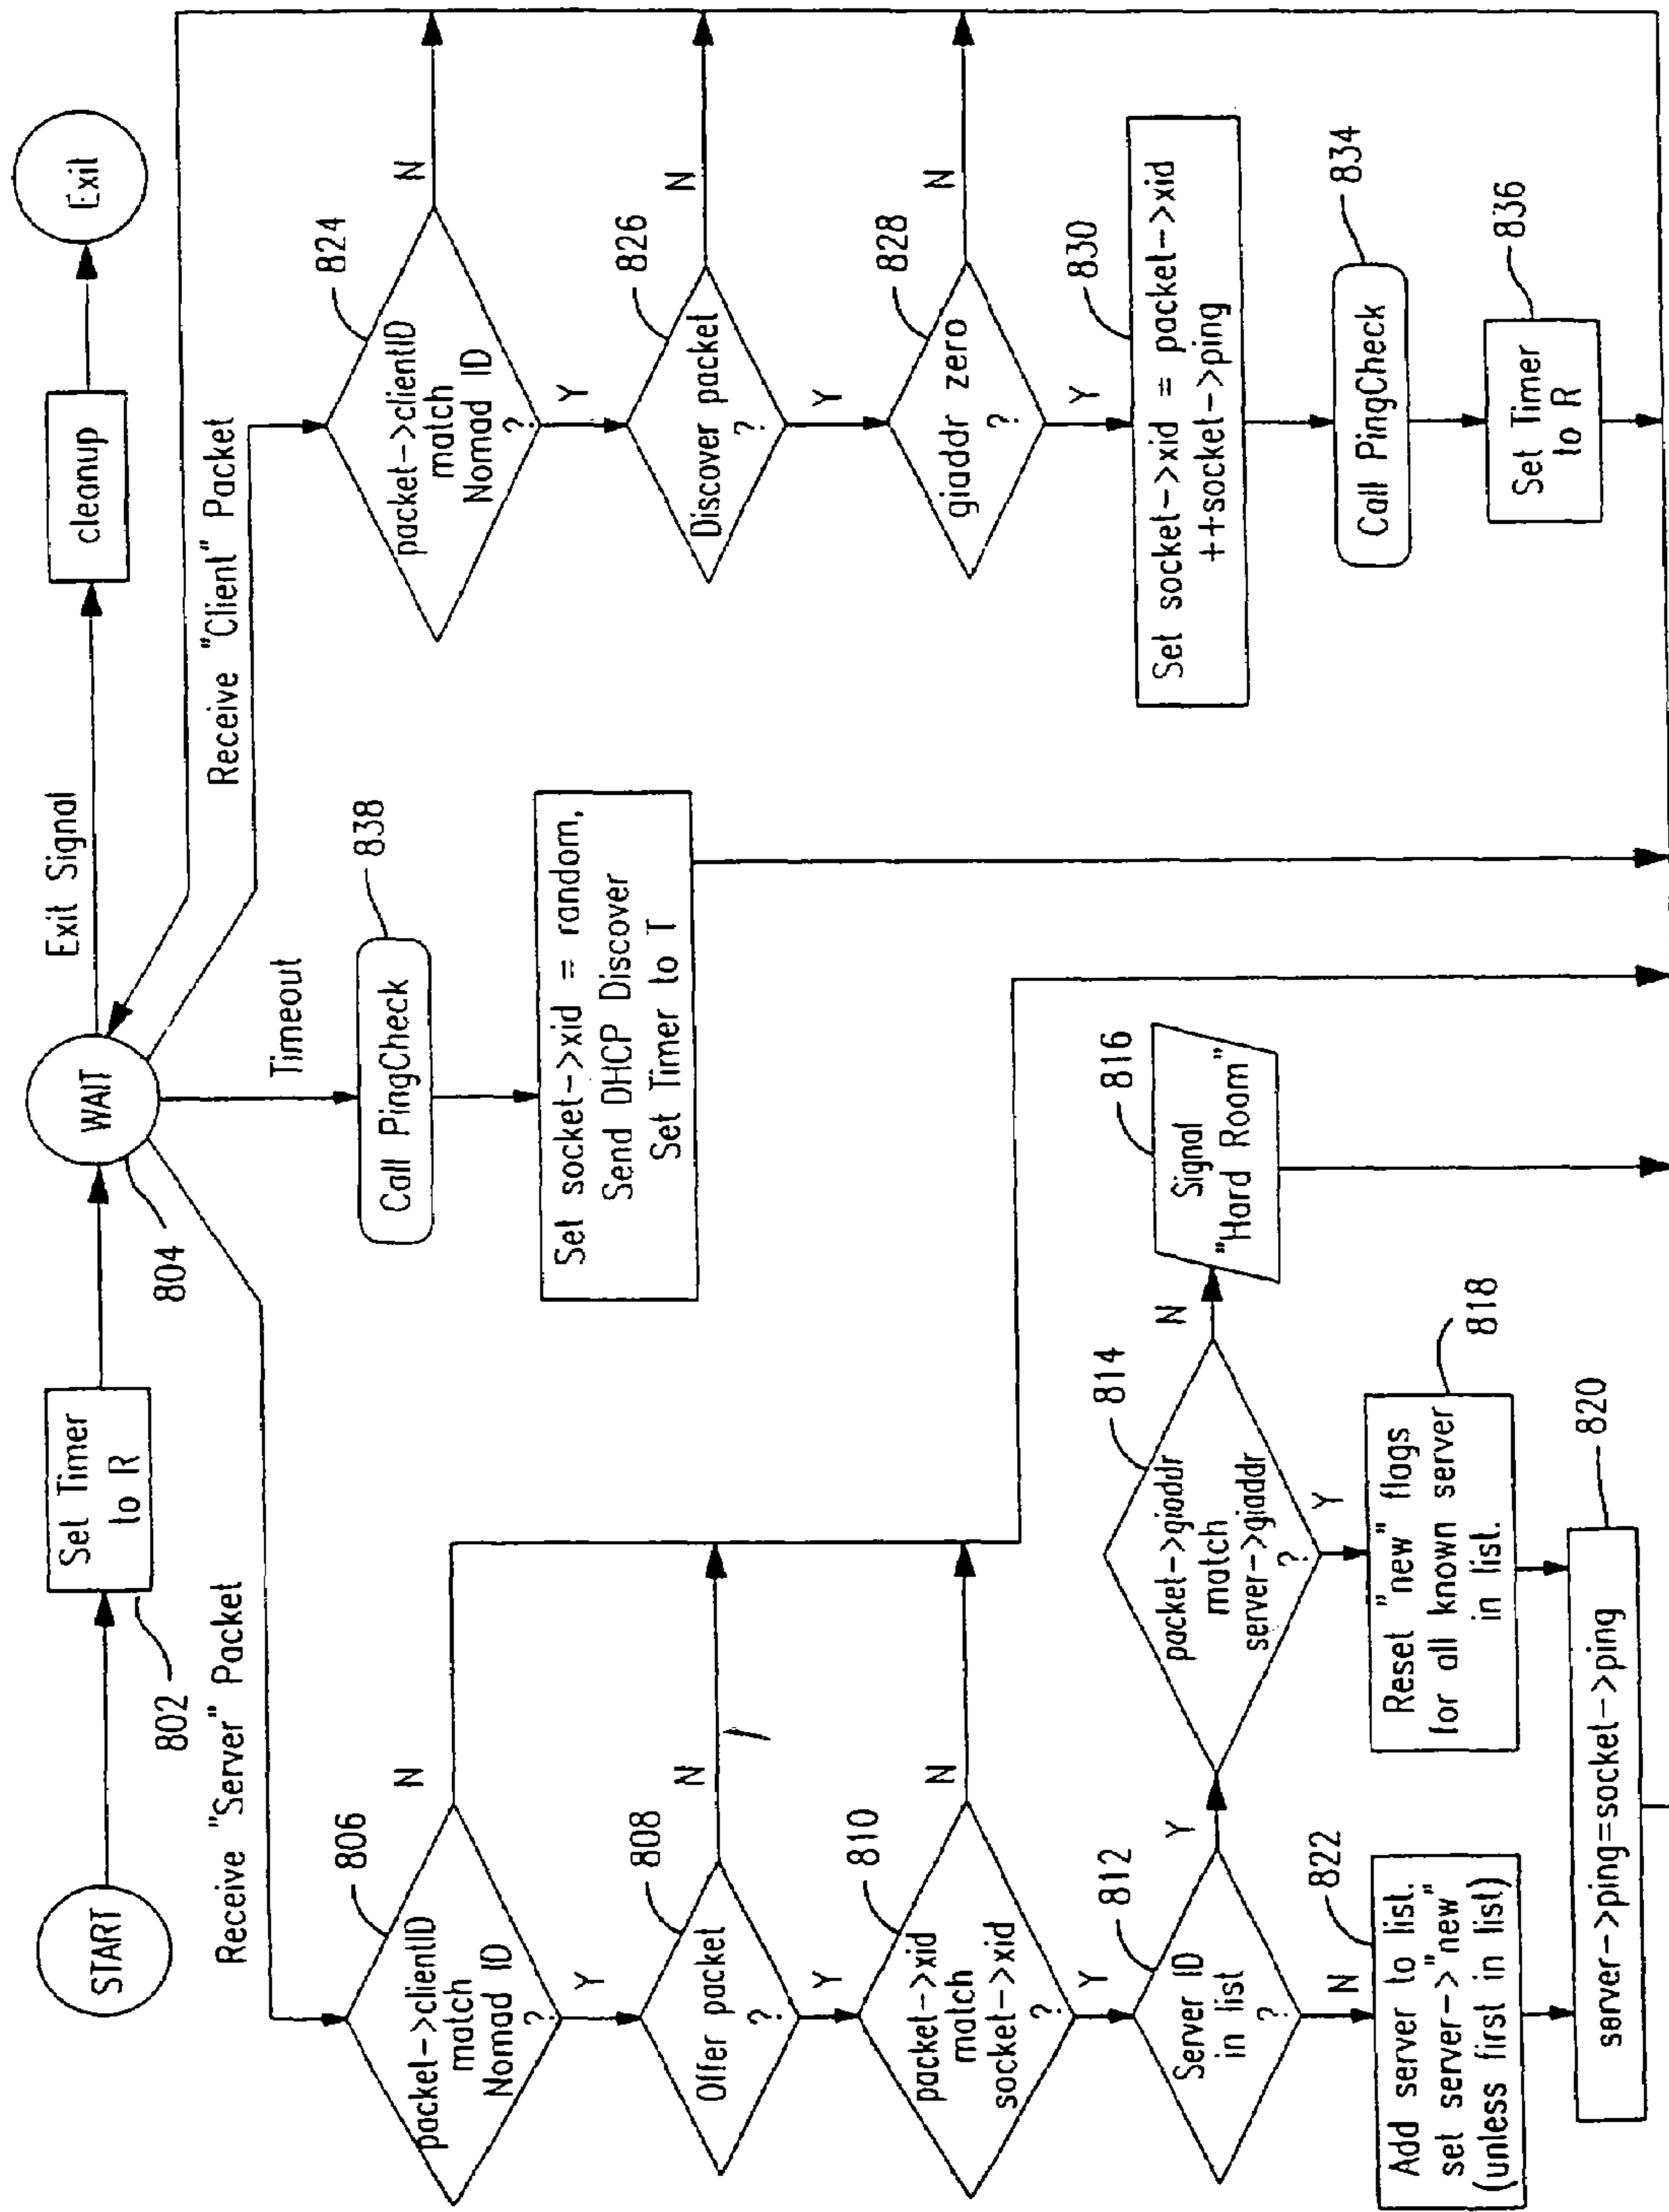 START
Set Timer
to R
802
WAIT
804
Exit Signal
cleanup
Exit
Receive "Server" Packet
Timeout
Receive "Client" Packet
806
packet->clientID
match
Nomad ID
?
N
Y
808
Offer packet
?
N
Y
810
packet->xid
match
socket->xid
?
N
Y
812
Server ID
in list
?
Y
N
814
packet->giaddr
match
server->giaddr
?
N
Y
816
Signal
"Hard Roam"
818
Reset "new" flags
for all known server
in list.
822
Add server to list.
set server->"new"
(unless first in list)
820
server->ping=socket->ping
838
Call PingCheck
Set socket->xid = random,
Send DHCP Discover
Set Timer to T
824
packet->clientID
match
Nomad ID
?
N
Y
826
Discover packet
?
N
Y
828
giaddr zero
?
N
Y
830
Set socket->xid = packet->xid
++socket->ping
834
Call PingCheck
836
Set Timer
to R